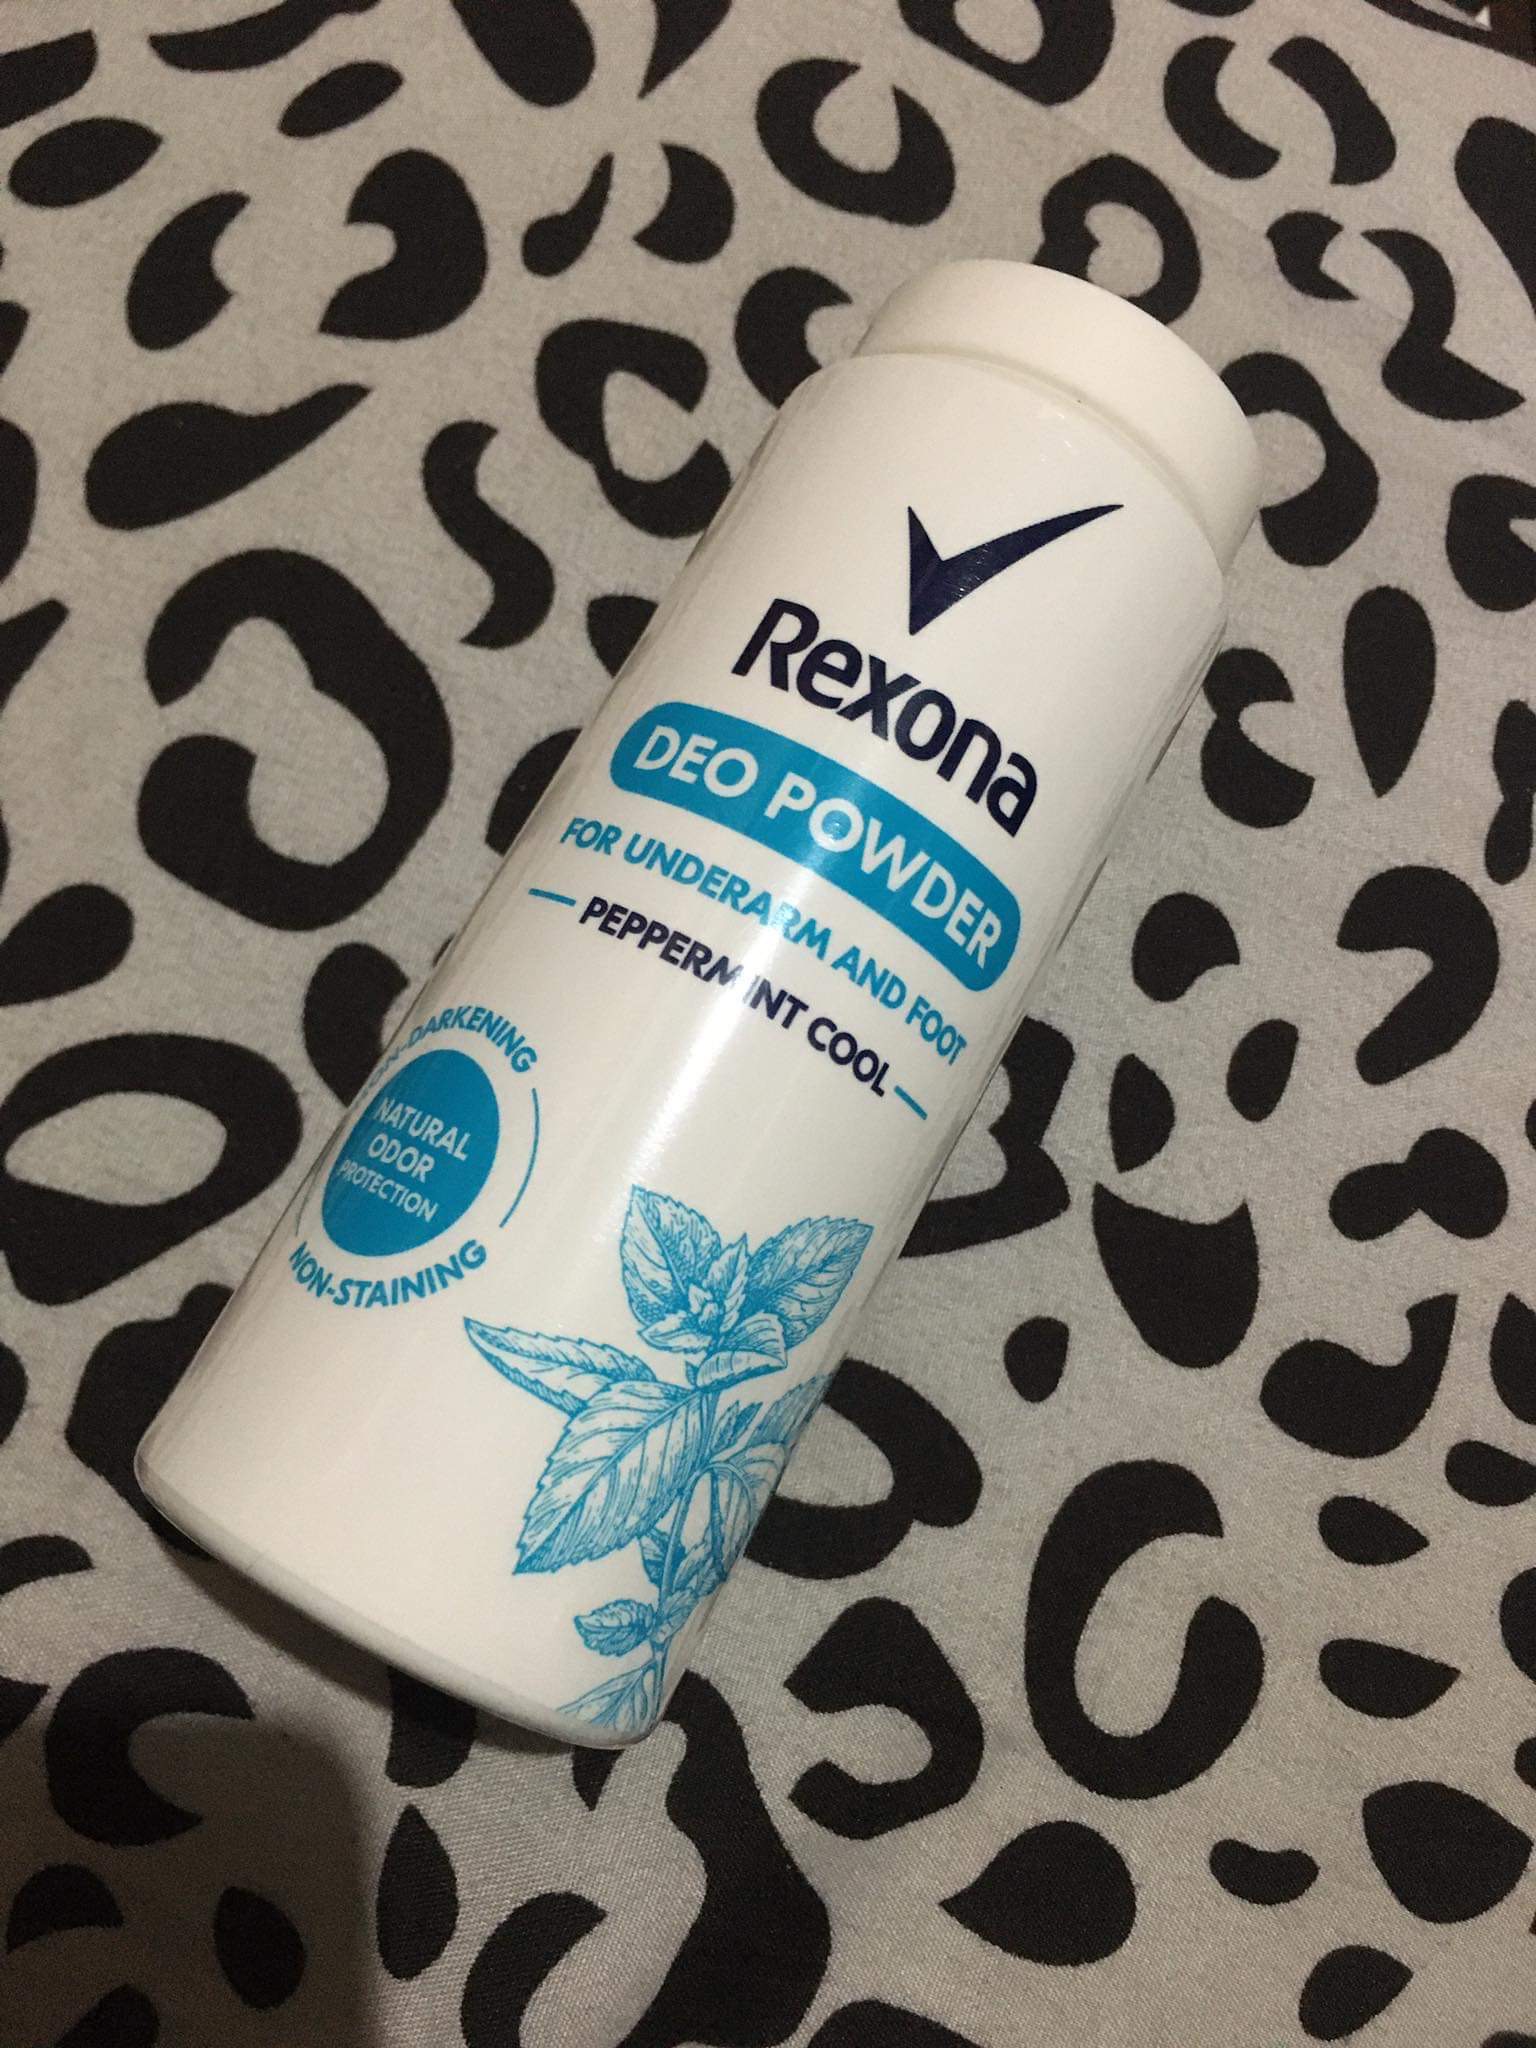 Rexona
DEO POWDER
FOR UNDERARM AND FOOT
PEPPERMINT COOL
NATURAL
ODOR
PROTECTION
NON-STAINING